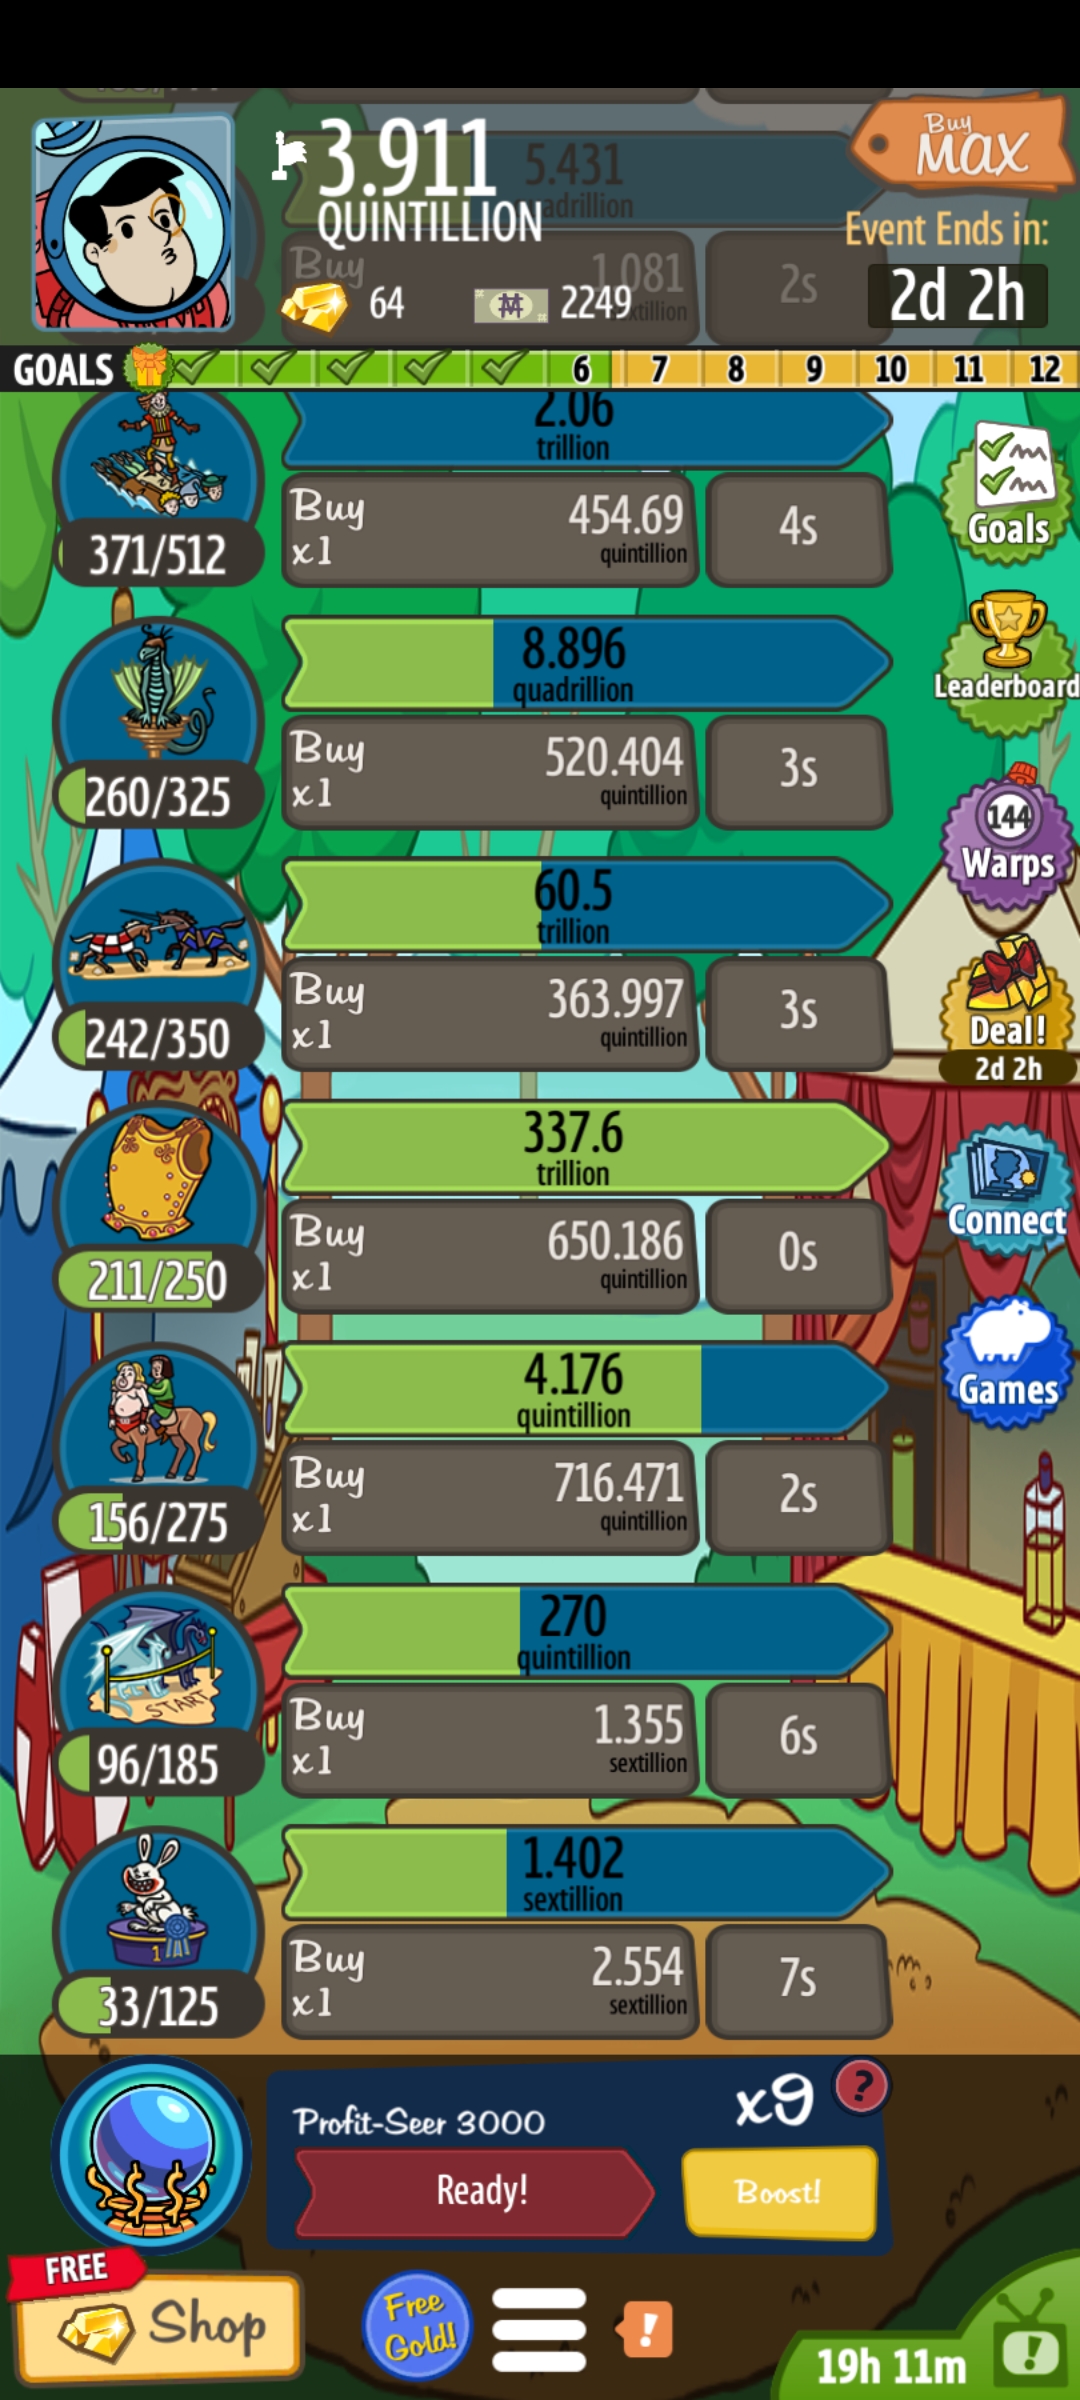 3.911
QUINTILLION
64
2249
Buy
MAX
Event Ends in:
2d 2h
5.431
Buy
1.081
2s
GOALS
6 7 8 9 10 11 12
2.06
trillion
371/512
Buy
x1
454.69
quintillion
4s
Goals
8.896
quadrillion
260/325
Buy
x1
520.404
quintillion
3s
Leaderboard
60.5
trillion
242/350
Buy
x1
363.997
quintillion
3s
144
Warps
Deal!
2d 2h
337.6
trillion
211/250
Buy
x1
650.186
quintillion
0s
Connect
4.176
quintillion
156/275
Buy
x1
716.471
quintillion
2s
Games
270
quintillion
START
96/185
Buy
x1
1.355
sextillion
6s
1.402
sextillion
1
33/125
Buy
x1
2.554
sextillion
7s
Profit-Seer 3000
x9
?
Ready!
Boost!
FREE
Shop
Free
Gold!
!
19h 11m
!